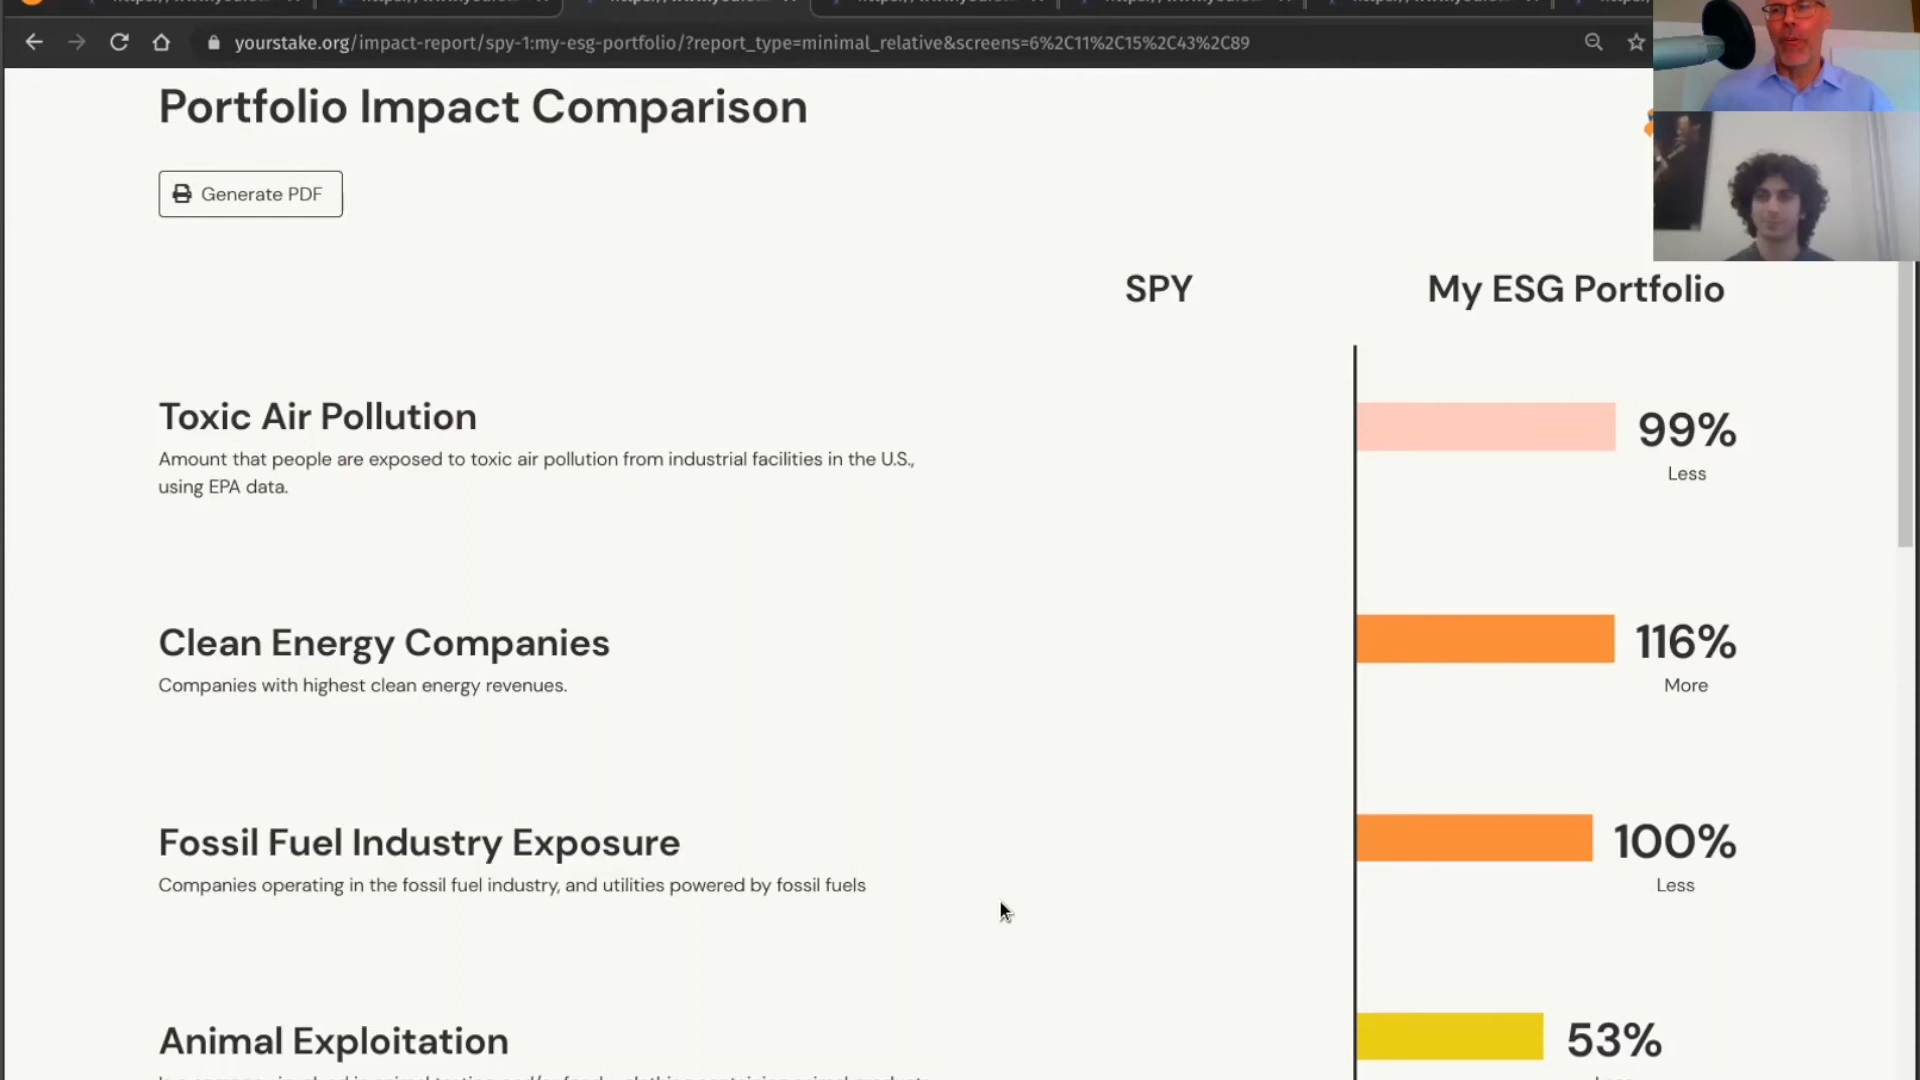 yourstake.org/impact-report/spy-1:my-esg-portfolio/?report_type=minimal_relative&screens=6%2C11%2C15%2C43%2C89
Portfolio Impact Comparison
Generate PDF
SPY
My ESG Portfolio
Toxic Air Pollution
99%
Amount that people are exposed to toxic air pollution from industrial facilities in the U.S.,
Less
using EPA data.
Clean Energy Companies
116%
Companies with highest clean energy revenues.
More
Fossil Fuel Industry Exposure
100%
Companies operating in the fossil fuel industry, and utilities powered by fossil fuels
Less
Animal Exploitation
53%